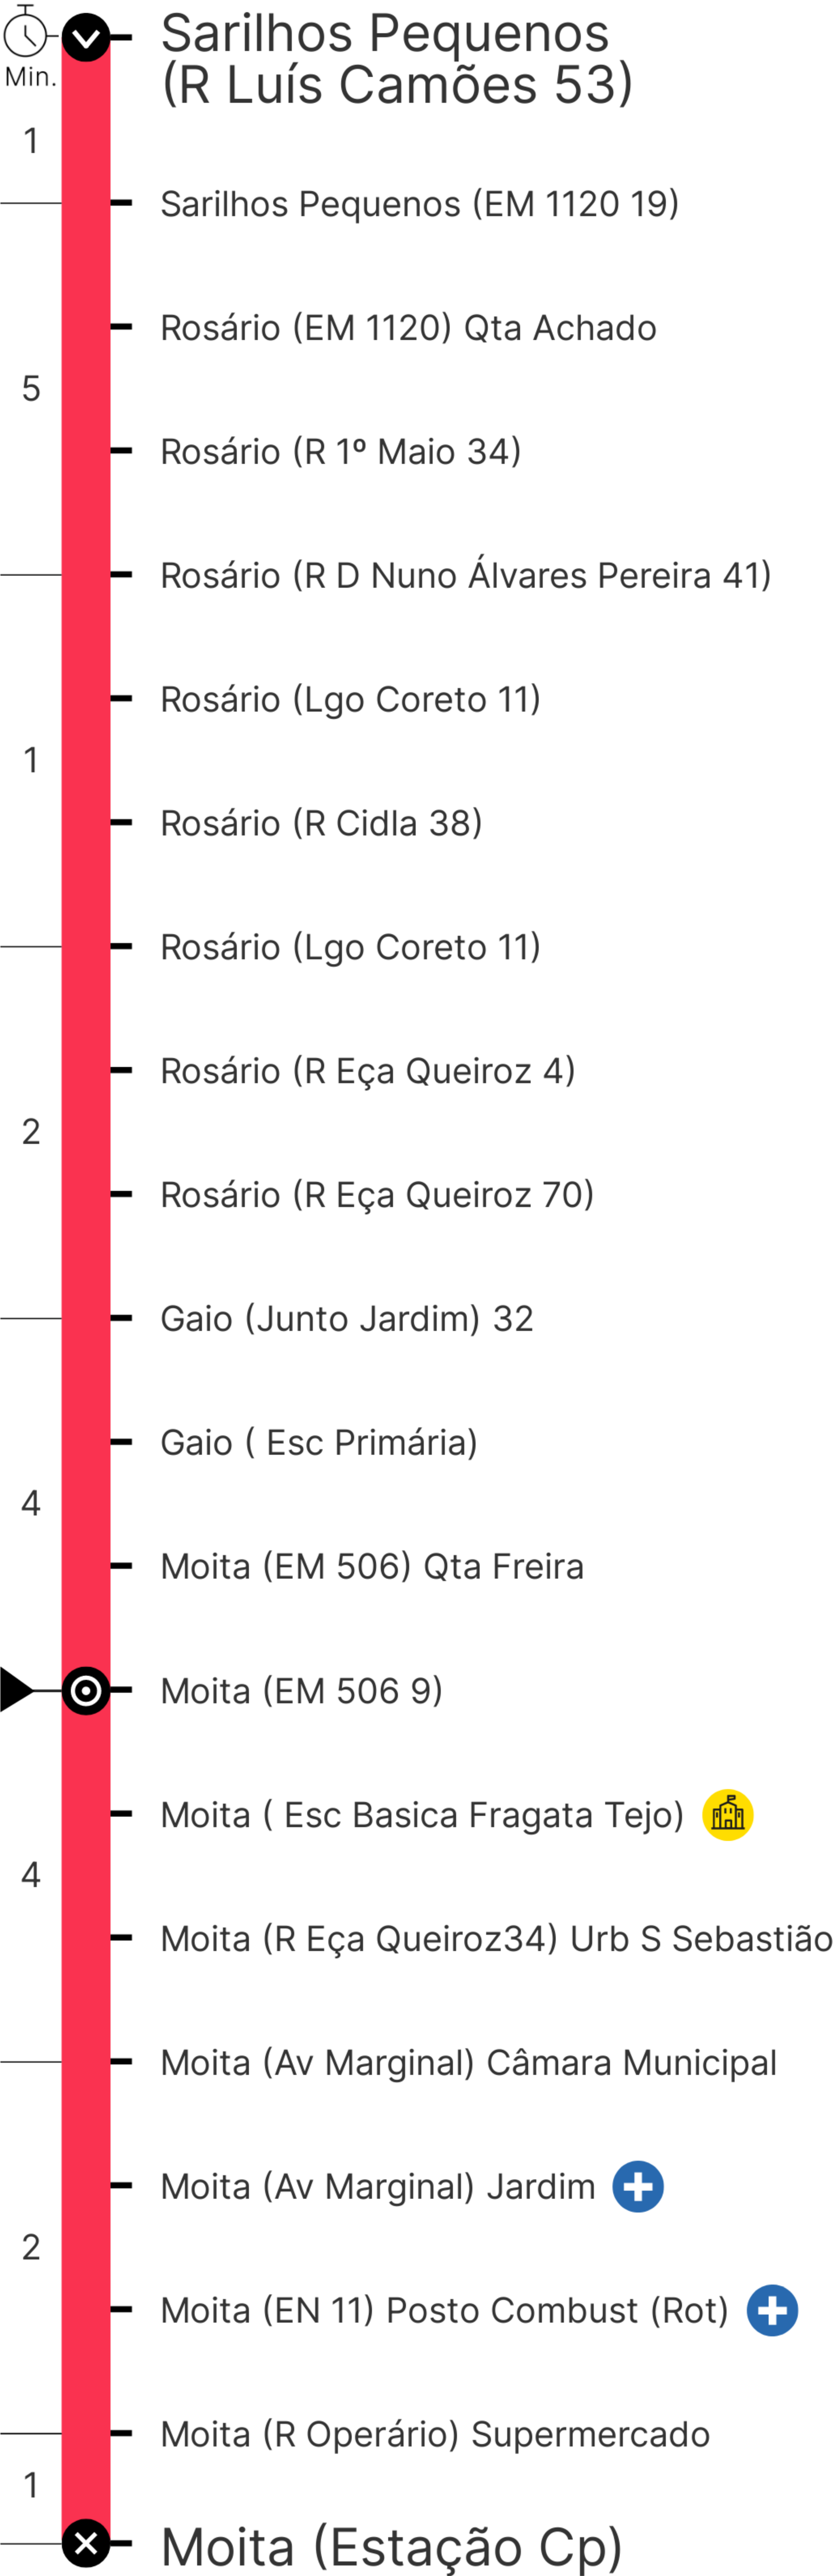 Sarilhos Pequenos
(R Luís Camões 53)
Min.
1
Sarilhos Pequenos (EM 1120 19)
Rosário (EM 1120) Qta Achado
5
Rosário (R 1º Maio 34)
Rosário (R D Nuno Álvares Pereira 41)
Rosário (Lgo Coreto 11)
1
Rosário (R Cidla 38)
Rosário (Lgo Coreto 11)
Rosário (R Eça Queiroz 4)
2
Rosário (R Eça Queiroz 70)
Gaio (Junto Jardim) 32
Gaio ( Esc Primária)
4
Moita (EM 506) Qta Freira
Moita (EM 506 9)
Moita ( Esc Basica Fragata Tejo)
4
Moita (R Eça Queiroz34) Urb S Sebastião
Moita (Av Marginal) Câmara Municipal
Moita (Av Marginal) Jardim
2
Moita (EN 11) Posto Combust (Rot)
Moita (R Operário) Supermercado
1
Moita (Estação Cp)